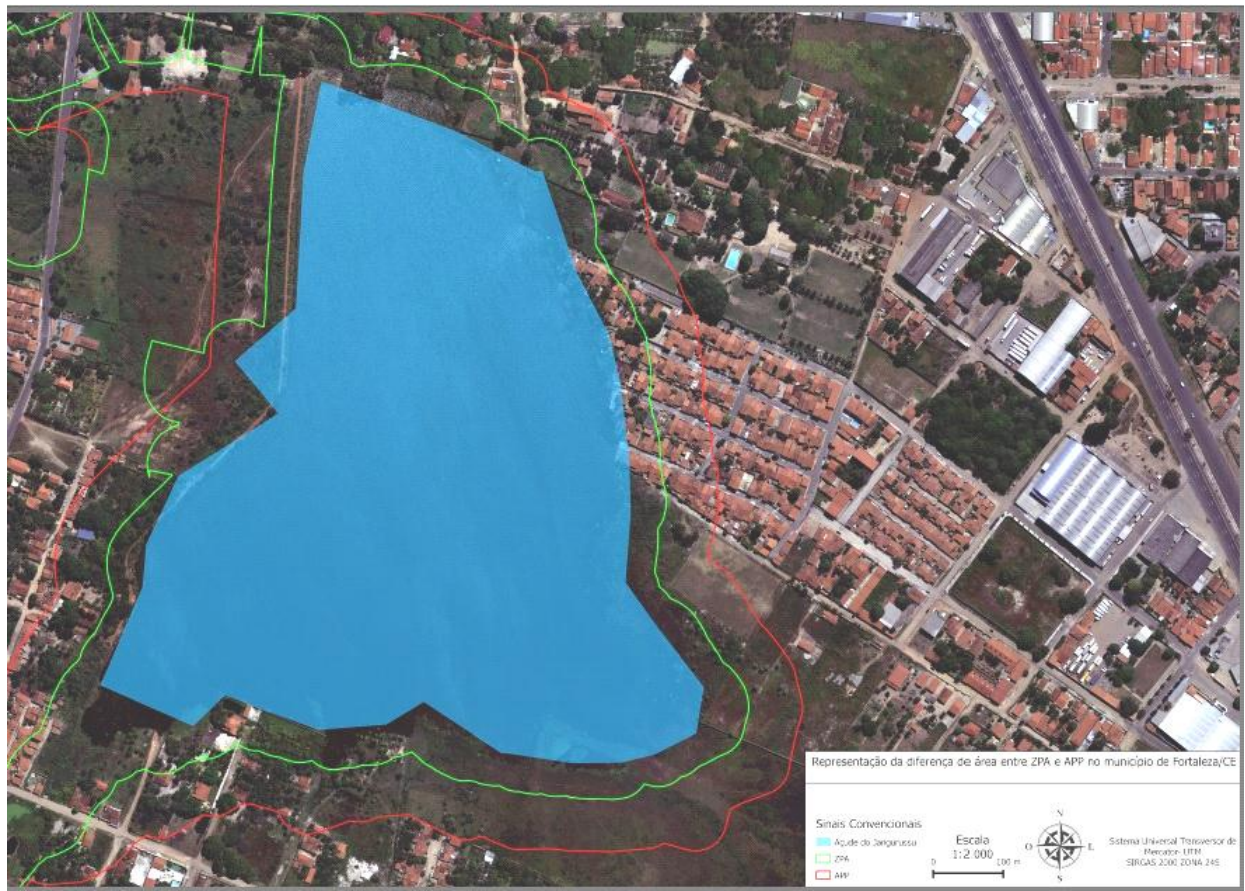 Representação da diferença de área entre ZPA e APP no município de Fortaleza/CE
Sinais Convencionais
Açude do Jangurussu
ZPA
APP
Escala
1:2.000
0 100 m
N
O L
S
Sistema Universal Transversor de
Mercator- UTM
SIRGAS 2000 ZONA 24S